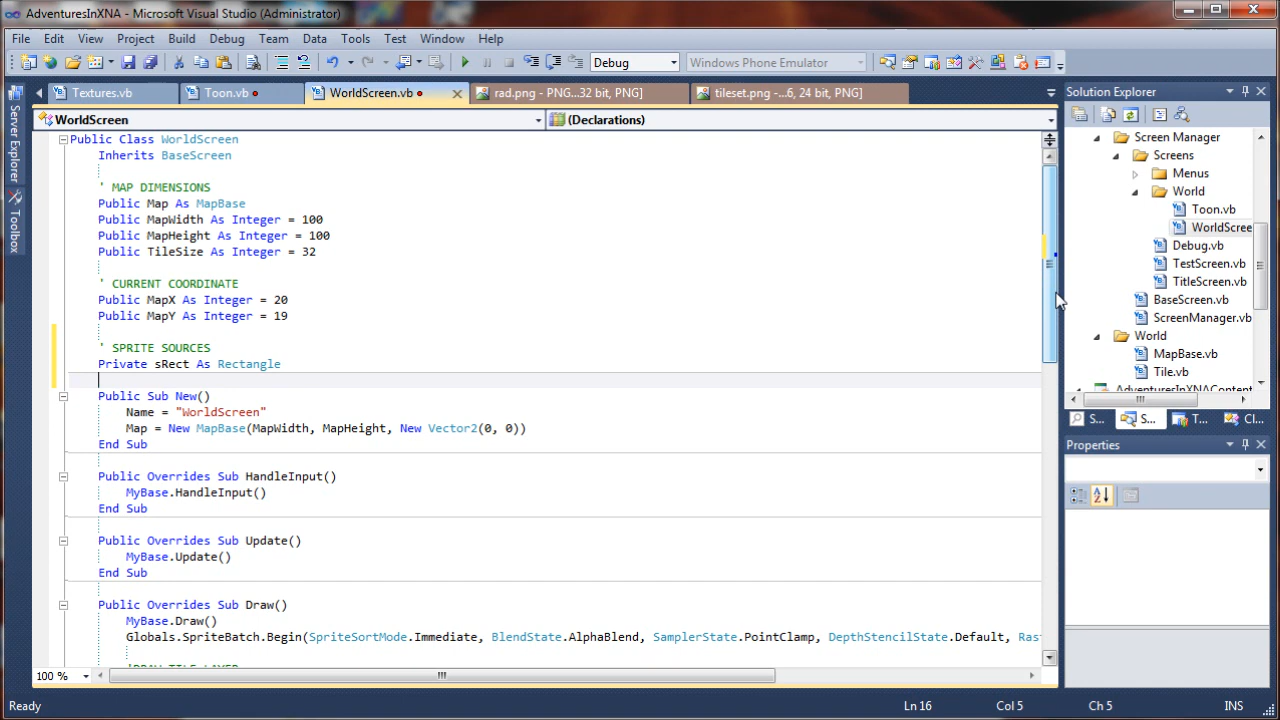 AdventuresInXNA - Microsoft Visual Studio (Administrator)
File Edit View Project Build Debug Team Data Tools Test Window Help
Debug Windows Phone Emulator
Textures.vb Toon.vb WorldScreen.vb rad.png - PNG...32 bit, PNG] tileset.png -...6, 24 bit, PNG]
WorldScreen (Declarations)
Server Explorer
Toolbox
Public Class WorldScreen
Inherits BaseScreen
' MAP DIMENSIONS
Public Map As MapBase
Public MapWidth As Integer = 100
Public MapHeight As Integer = 100
Public TileSize As Integer = 32
' CURRENT COORDINATE
Public MapX As Integer = 20
Public MapY As Integer = 19
' SPRITE SOURCES
Private sRect As Rectangle
Public Sub New()
Name = "WorldScreen"
Map = New MapBase(MapWidth, MapHeight, New Vector2(0, 0))
End Sub
Public Overrides Sub HandleInput()
MyBase.HandleInput()
End Sub
Public Overrides Sub Update()
MyBase.Update()
End Sub
Public Overrides Sub Draw()
MyBase.Draw()
Globals.SpriteBatch.Begin(SpriteSortMode.Immediate, BlendState.AlphaBlend, SamplerState.PointClamp, DepthStencilState.Default, Ras
100 %
Solution Explorer
Screen Manager
Screens
Menus
World
Toon.vb
WorldScree
Debug.vb
TestScreen.vb
TitleScreen.vb
BaseScreen.vb
ScreenManager.vb
World
MapBase.vb
Tile.vb
AdventuresInXNAContent
S... S... T... Cl...
Properties
Ready Ln 16 Col 5 Ch 5 INS